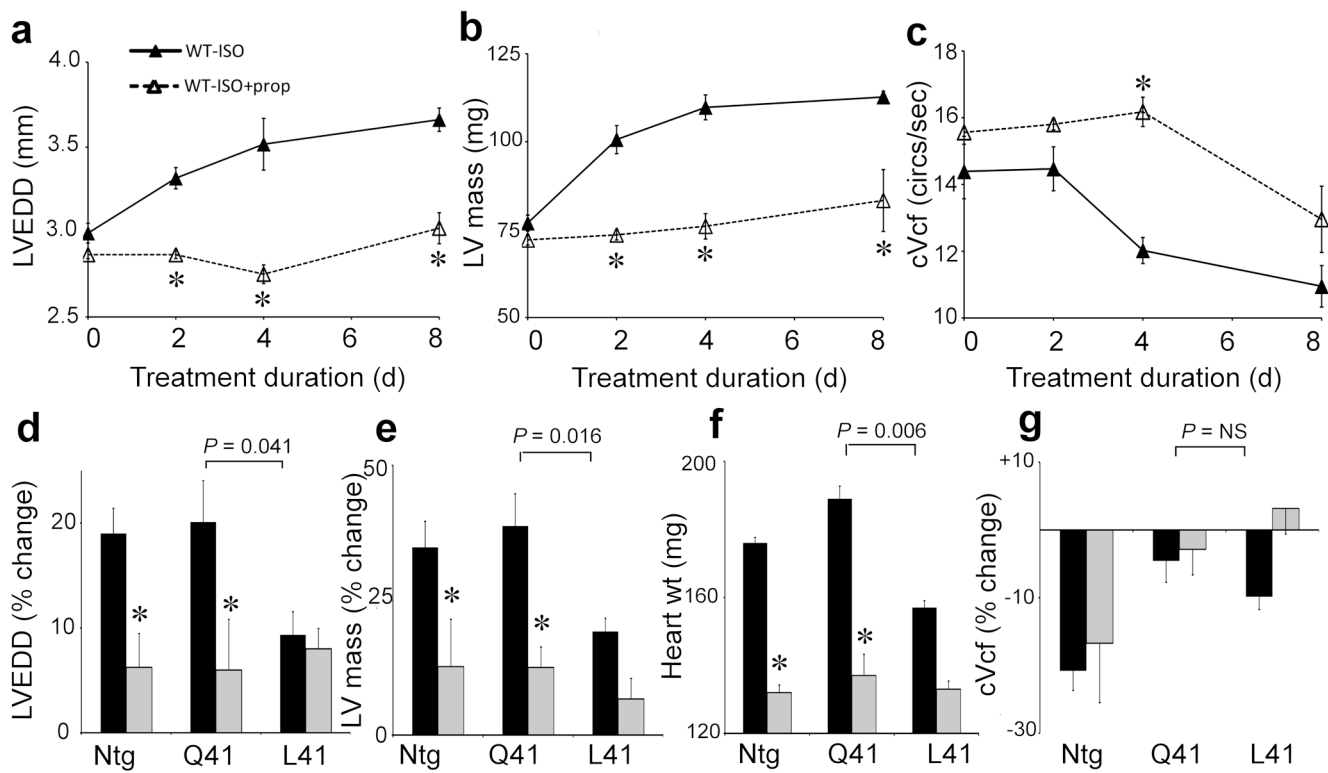 a
WT-ISO
WT-ISO+prop
LVEDD (mm)
4.0
3.5
3.0
2.5
0 2 4 6 8
Treatment duration (d)
*
*
*
b
LV mass (mg)
125
100
75
50
0 2 4 6 8
Treatment duration (d)
*
*
*
c
cVcf (circs/sec)
18
16
14
12
10
0 2 4 6 8
Treatment duration (d)
*
d
P = 0.041
LVEDD (% change)
20
10
0
*
*
Ntg Q41 L41
e
P = 0.016
LV mass (% change)
50
25
0
*
*
Ntg Q41 L41
f
P = 0.006
Heart wt (mg)
200
160
120
*
*
Ntg Q41 L41
g
P = NS
cVcf (% change)
+10
-10
-30
Ntg Q41 L41